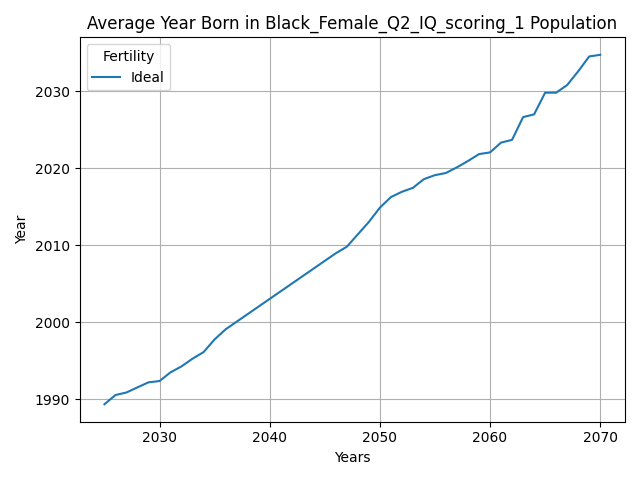 Average Year Born in Black_Female_Q2_IQ_scoring_1 Population
Fertility
Ideal
2030
2020
2010
2000
1990
Year
2030 2040 2050 2060 2070
Years